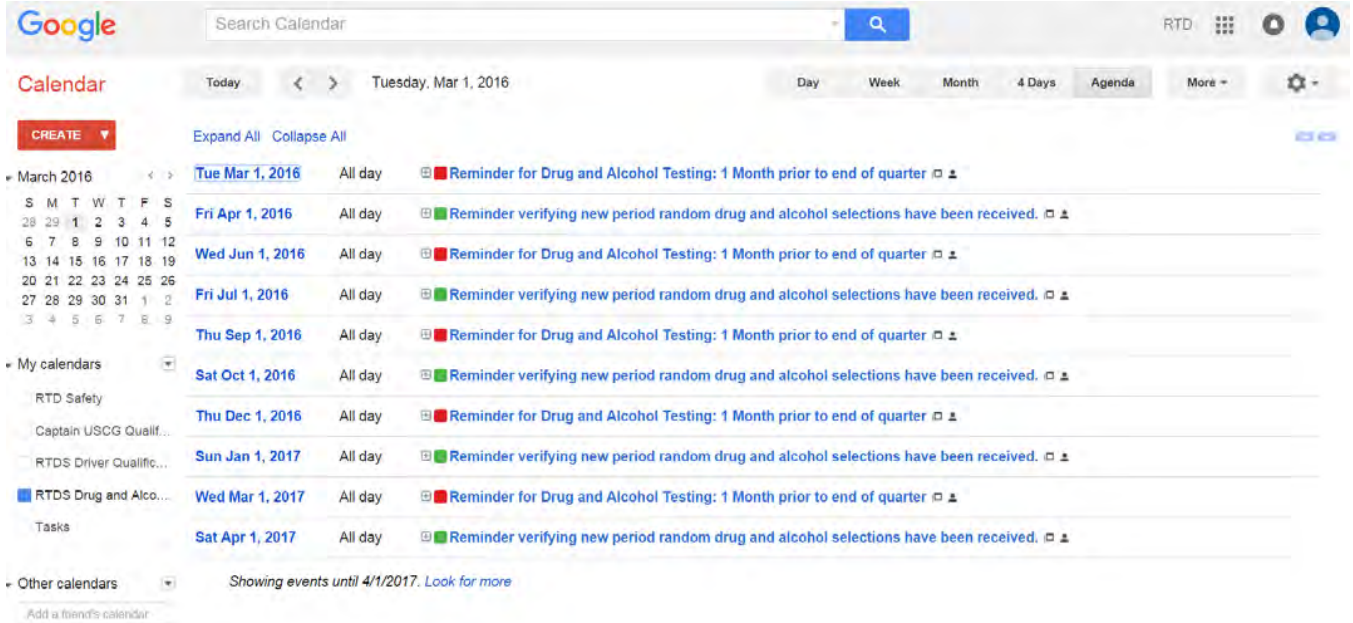 Google Search Calendar RTD
Calendar Today < > Tuesday, Mar 1, 2016 Day Week Month 4 Days Agenda More
CREATE Expand All Collapse All
March 2016 < >
S M T W T F S
28 29 1 2 3 4 5
6 7 8 9 10 11 12
13 14 15 16 17 18 19
20 21 22 23 24 25 26
27 28 29 30 31 1 2
3 4 5 6 7 8 9
My calendars
RTD Safety
Captain USCG Qualif...
RTDS Driver Qualific...
RTDS Drug and Alco...
Tasks
Other calendars
Add a friend's calendar
Tue Mar 1, 2016 All day Reminder for Drug and Alcohol Testing: 1 Month prior to end of quarter
Fri Apr 1, 2016 All day Reminder verifying new period random drug and alcohol selections have been received.
Wed Jun 1, 2016 All day Reminder for Drug and Alcohol Testing: 1 Month prior to end of quarter
Fri Jul 1, 2016 All day Reminder verifying new period random drug and alcohol selections have been received.
Thu Sep 1, 2016 All day Reminder for Drug and Alcohol Testing: 1 Month prior to end of quarter
Sat Oct 1, 2016 All day Reminder verifying new period random drug and alcohol selections have been received.
Thu Dec 1, 2016 All day Reminder for Drug and Alcohol Testing: 1 Month prior to end of quarter
Sun Jan 1, 2017 All day Reminder verifying new period random drug and alcohol selections have been received.
Wed Mar 1, 2017 All day Reminder for Drug and Alcohol Testing: 1 Month prior to end of quarter
Sat Apr 1, 2017 All day Reminder verifying new period random drug and alcohol selections have been received.
Showing events until 4/1/2017. Look for more